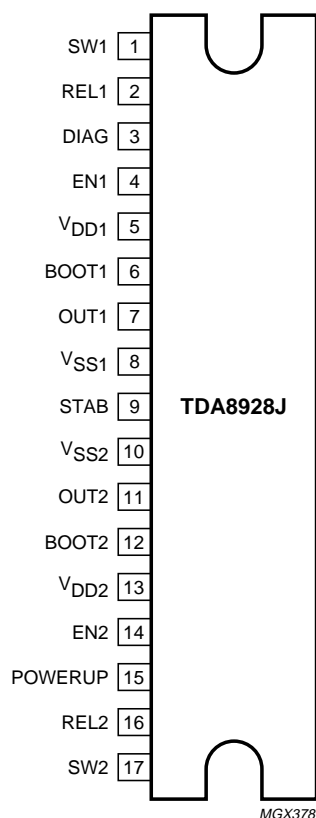 SW1 1
REL1 2
DIAG 3
EN1 4
VDD1 5
BOOT1 6
OUT1 7
VSS1 8
STAB 9 TDA8928J
VSS2 10
OUT2 11
BOOT2 12
VDD2 13
EN2 14
POWERUP 15
REL2 16
SW2 17
MGX378